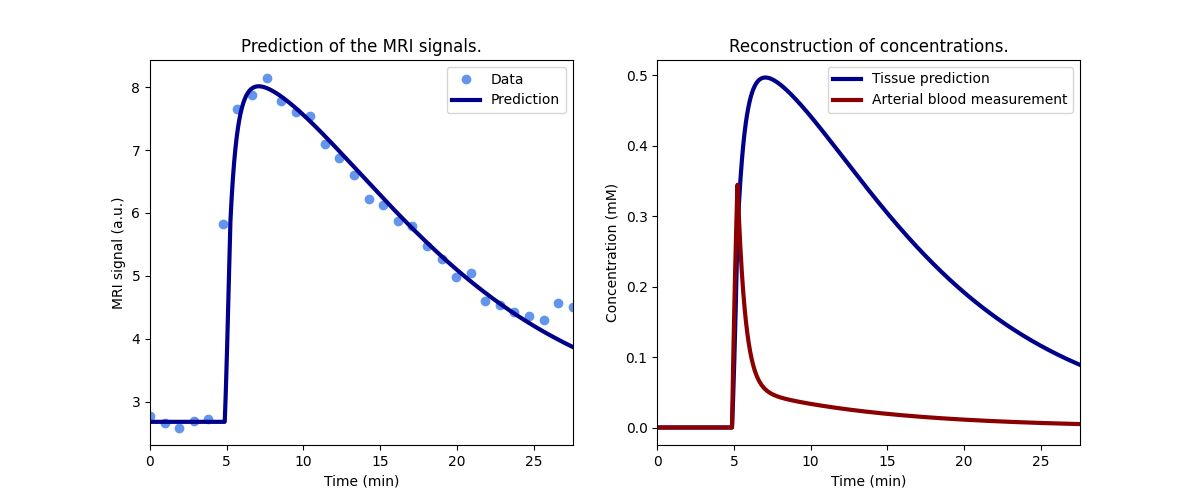 Prediction of the MRI signals.
Data
Prediction
MRI signal (a.u.)
8
7
6
5
4
3
0
5
10
15
20
25
Time (min)
Reconstruction of concentrations.
Tissue prediction
Arterial blood measurement
Concentration (mM)
0.5
0.4
0.3
0.2
0.1
0.0
0
5
10
15
20
25
Time (min)